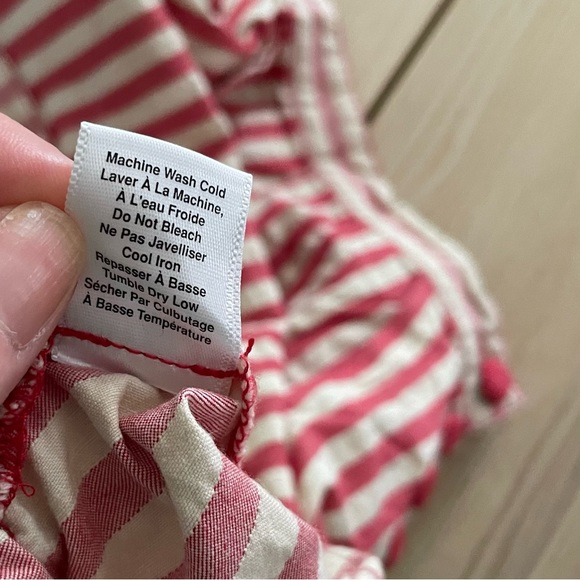 Machine Wash Cold
Laver À La Machine,
À L'eau Froide
Do Not Bleach
Ne Pas Javelliser
Cool Iron
Repasser À Basse
Tumble Dry Low
Sécher Par Culbutage
À Basse Température